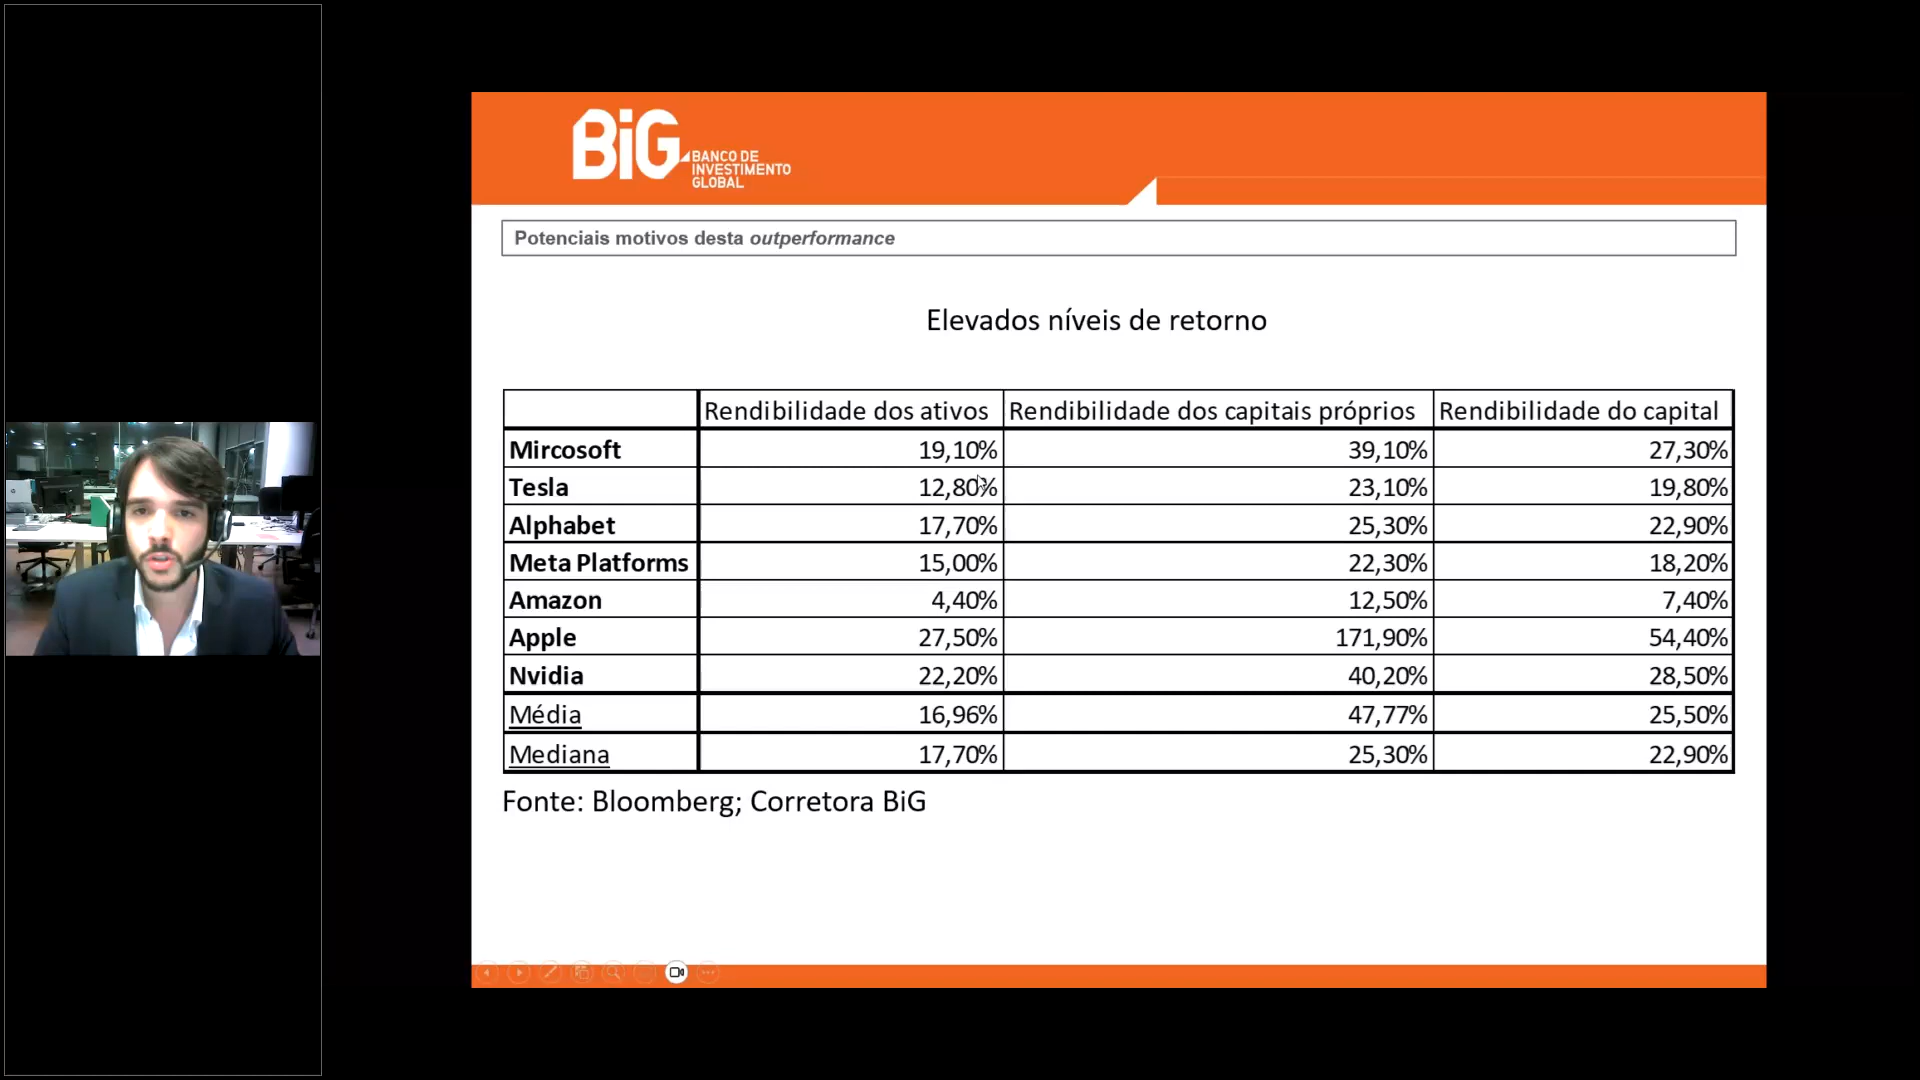 BiG BANCO DE
INVESTIMENTO
GLOBAL
Potenciais motivos desta outperformance
Elevados níveis de retorno
Rendibilidade dos ativos Rendibilidade dos capitais próprios Rendibilidade do capital
Mircosoft 19,10% 39,10% 27,30%
Tesla 12,80% 23,10% 19,80%
Alphabet 17,70% 25,30% 22,90%
Meta Platforms 15,00% 22,30% 18,20%
Amazon 4,40% 12,50% 7,40%
Apple 27,50% 171,90% 54,40%
Nvidia 22,20% 40,20% 28,50%
Média 16,96% 47,77% 25,50%
Mediana 17,70% 25,30% 22,90%
Fonte: Bloomberg; Corretora BiG